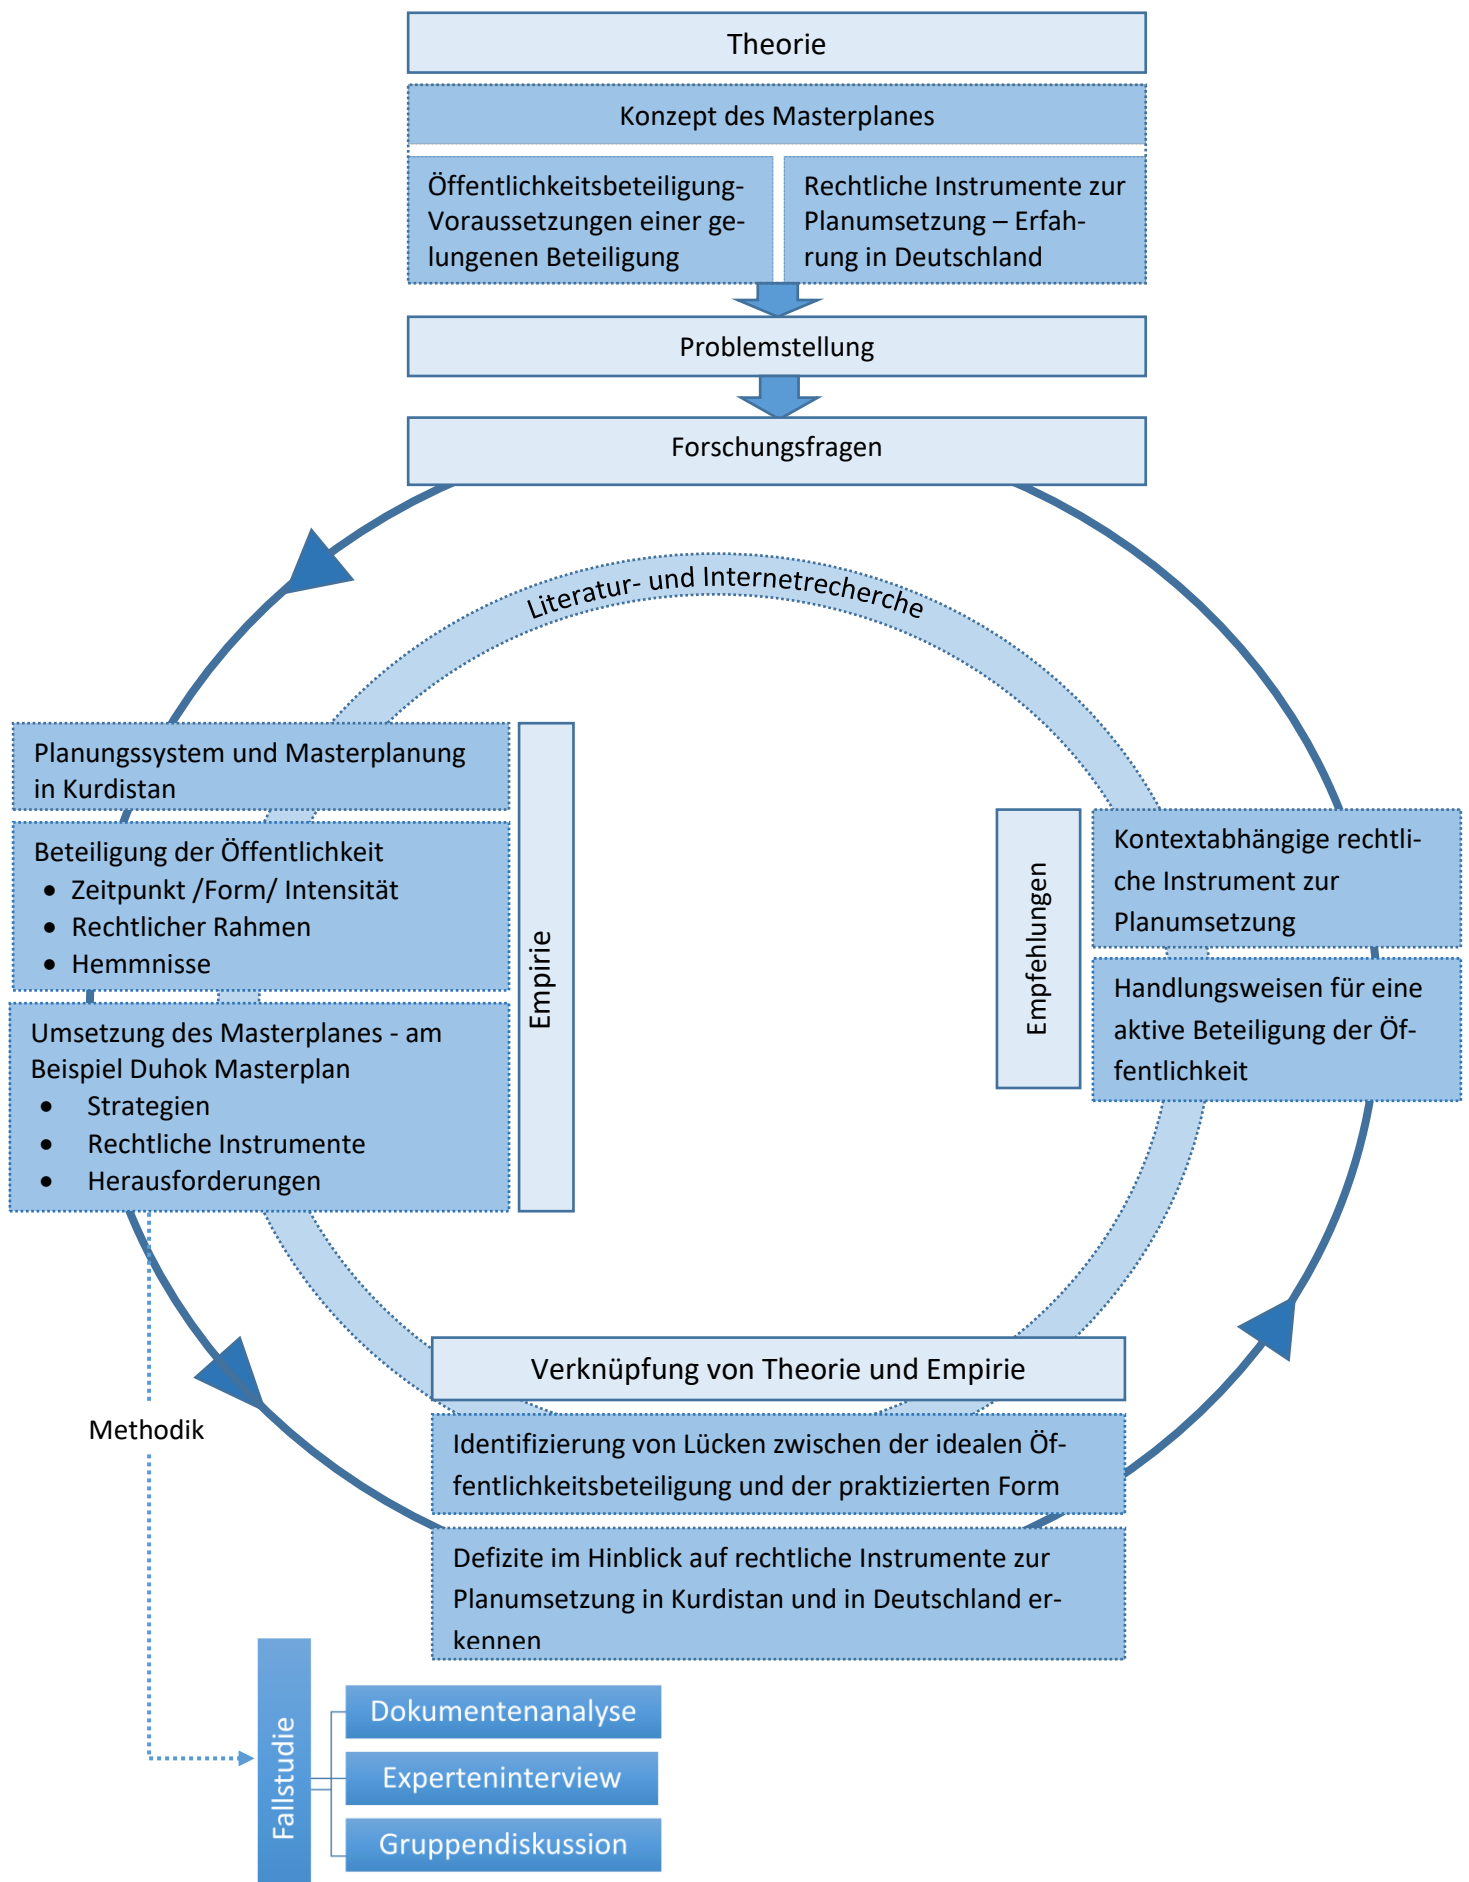 Theorie
Konzept des Masterplanes
Öffentlichkeitsbeteiligung-
Voraussetzungen einer ge-
lungenen Beteiligung
Rechtliche Instrumente zur
Planumsetzung – Erfah-
rung in Deutschland
Problemstellung
Forschungsfragen
Literatur- und Internetrecherche
Planungssystem und Masterplanung
in Kurdistan
Beteiligung der Öffentlichkeit
• Zeitpunkt /Form/ Intensität
• Rechtlicher Rahmen
• Hemmnisse
Umsetzung des Masterplanes - am
Beispiel Duhok Masterplan
• Strategien
• Rechtliche Instrumente
• Herausforderungen
Empirie
Empfehlungen
Kontextabhängige rechtli-
che Instrument zur
Planumsetzung
Handlungsweisen für eine
aktive Beteiligung der Öf-
fentlichkeit
Verknüpfung von Theorie und Empirie
Identifizierung von Lücken zwischen der idealen Öf-
fentlichkeitsbeteiligung und der praktizierten Form
Defizite im Hinblick auf rechtliche Instrumente zur
Planumsetzung in Kurdistan und in Deutschland er-
kennen
Methodik
Fallstudie
Dokumentenanalyse
Experteninterview
Gruppendiskussion